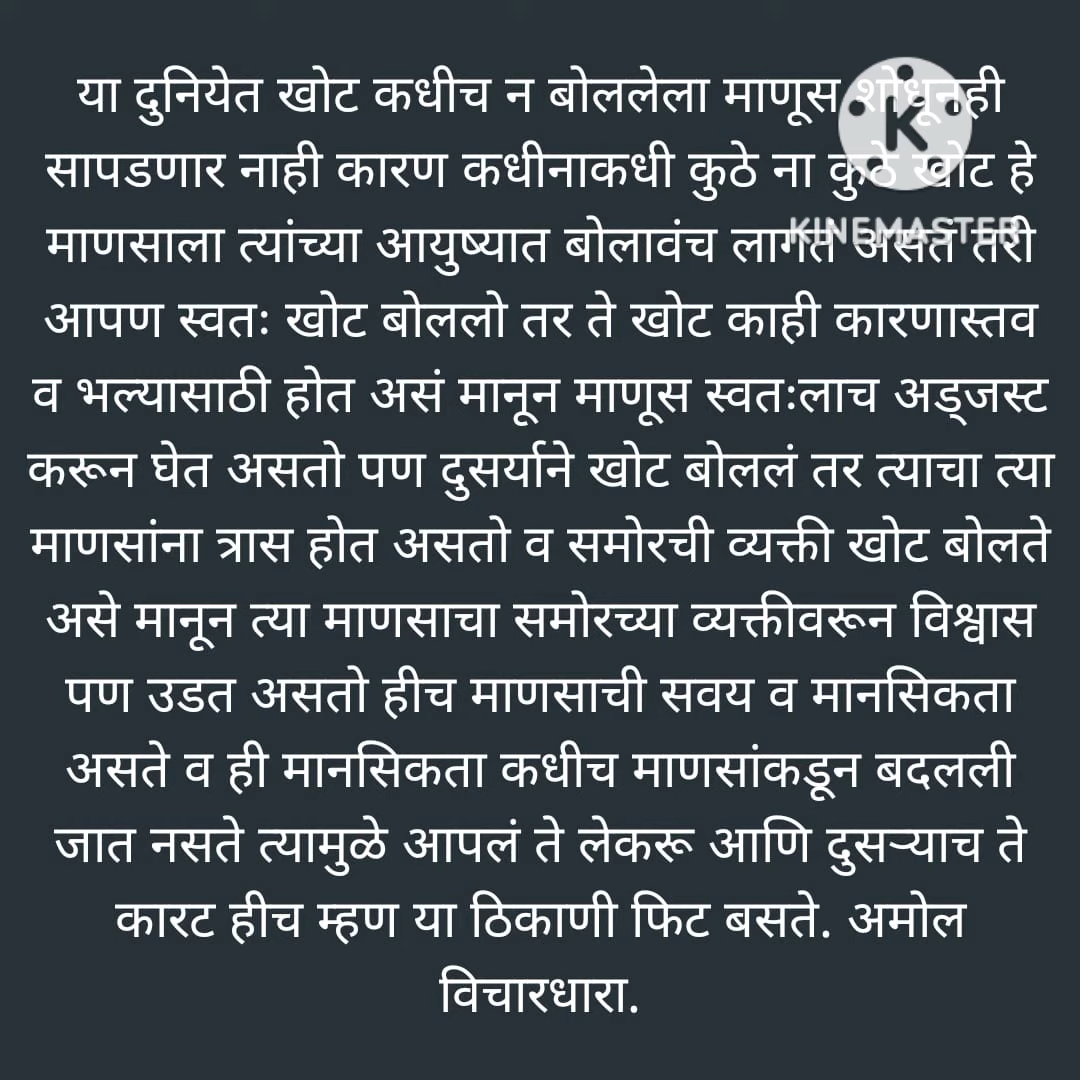 या दुनियेत खोट कधीच न बोललेला माणूस शोधूनही
सापडणार नाही कारण कधीनाकधी कुठे ना कुठे खोट हे
माणसाला त्यांच्या आयुष्यात बोलावंच लागतं असतं तरी
आपण स्वतः खोट बोललो तर ते खोट काही कारणास्तव
व भल्यासाठी होत असं मानून माणूस स्वतःलाच अड्जस्ट
करून घेत असतो पण दुसर्याने खोट बोललं तर त्याचा त्या
माणसांना त्रास होत असतो व समोरची व्यक्ती खोट बोलते
असे मानून त्या माणसाचा समोरच्या व्यक्तीवरून विश्वास
पण उडत असतो हीच माणसाची सवय व मानसिकता
असते व ही मानसिकता कधीच माणसांकडून बदलली
जात नसते त्यामुळे आपलं ते लेकरू आणि दुसऱ्याच ते
कारट हीच म्हण या ठिकाणी फिट बसते. अमोल
विचारधारा.
K
KINEMASTER